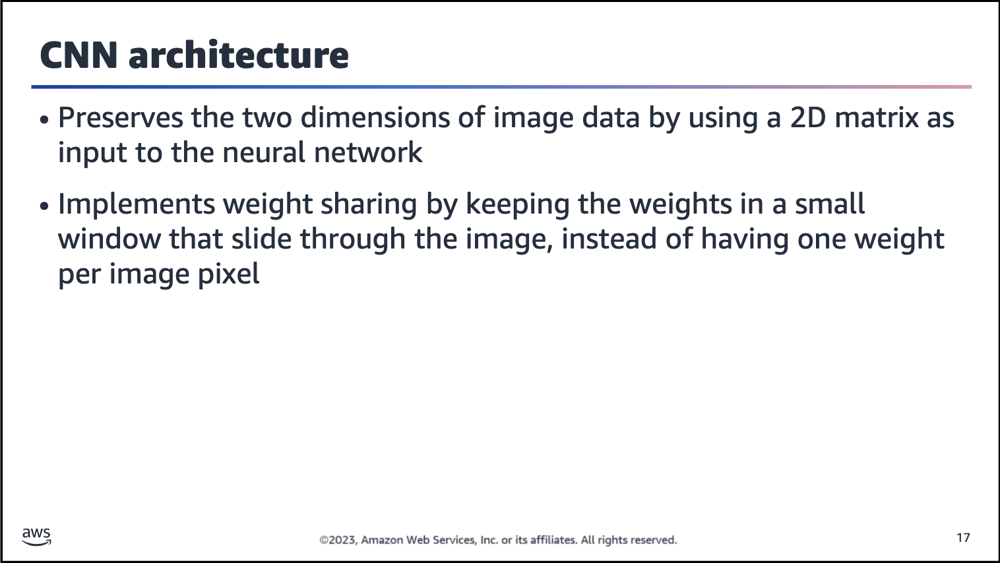 CNN architecture
• Preserves the two dimensions of image data by using a 2D matrix as
input to the neural network
• Implements weight sharing by keeping the weights in a small
window that slide through the image, instead of having one weight
per image pixel
aws
©2023, Amazon Web Services, Inc. or its affiliates. All rights reserved.
17